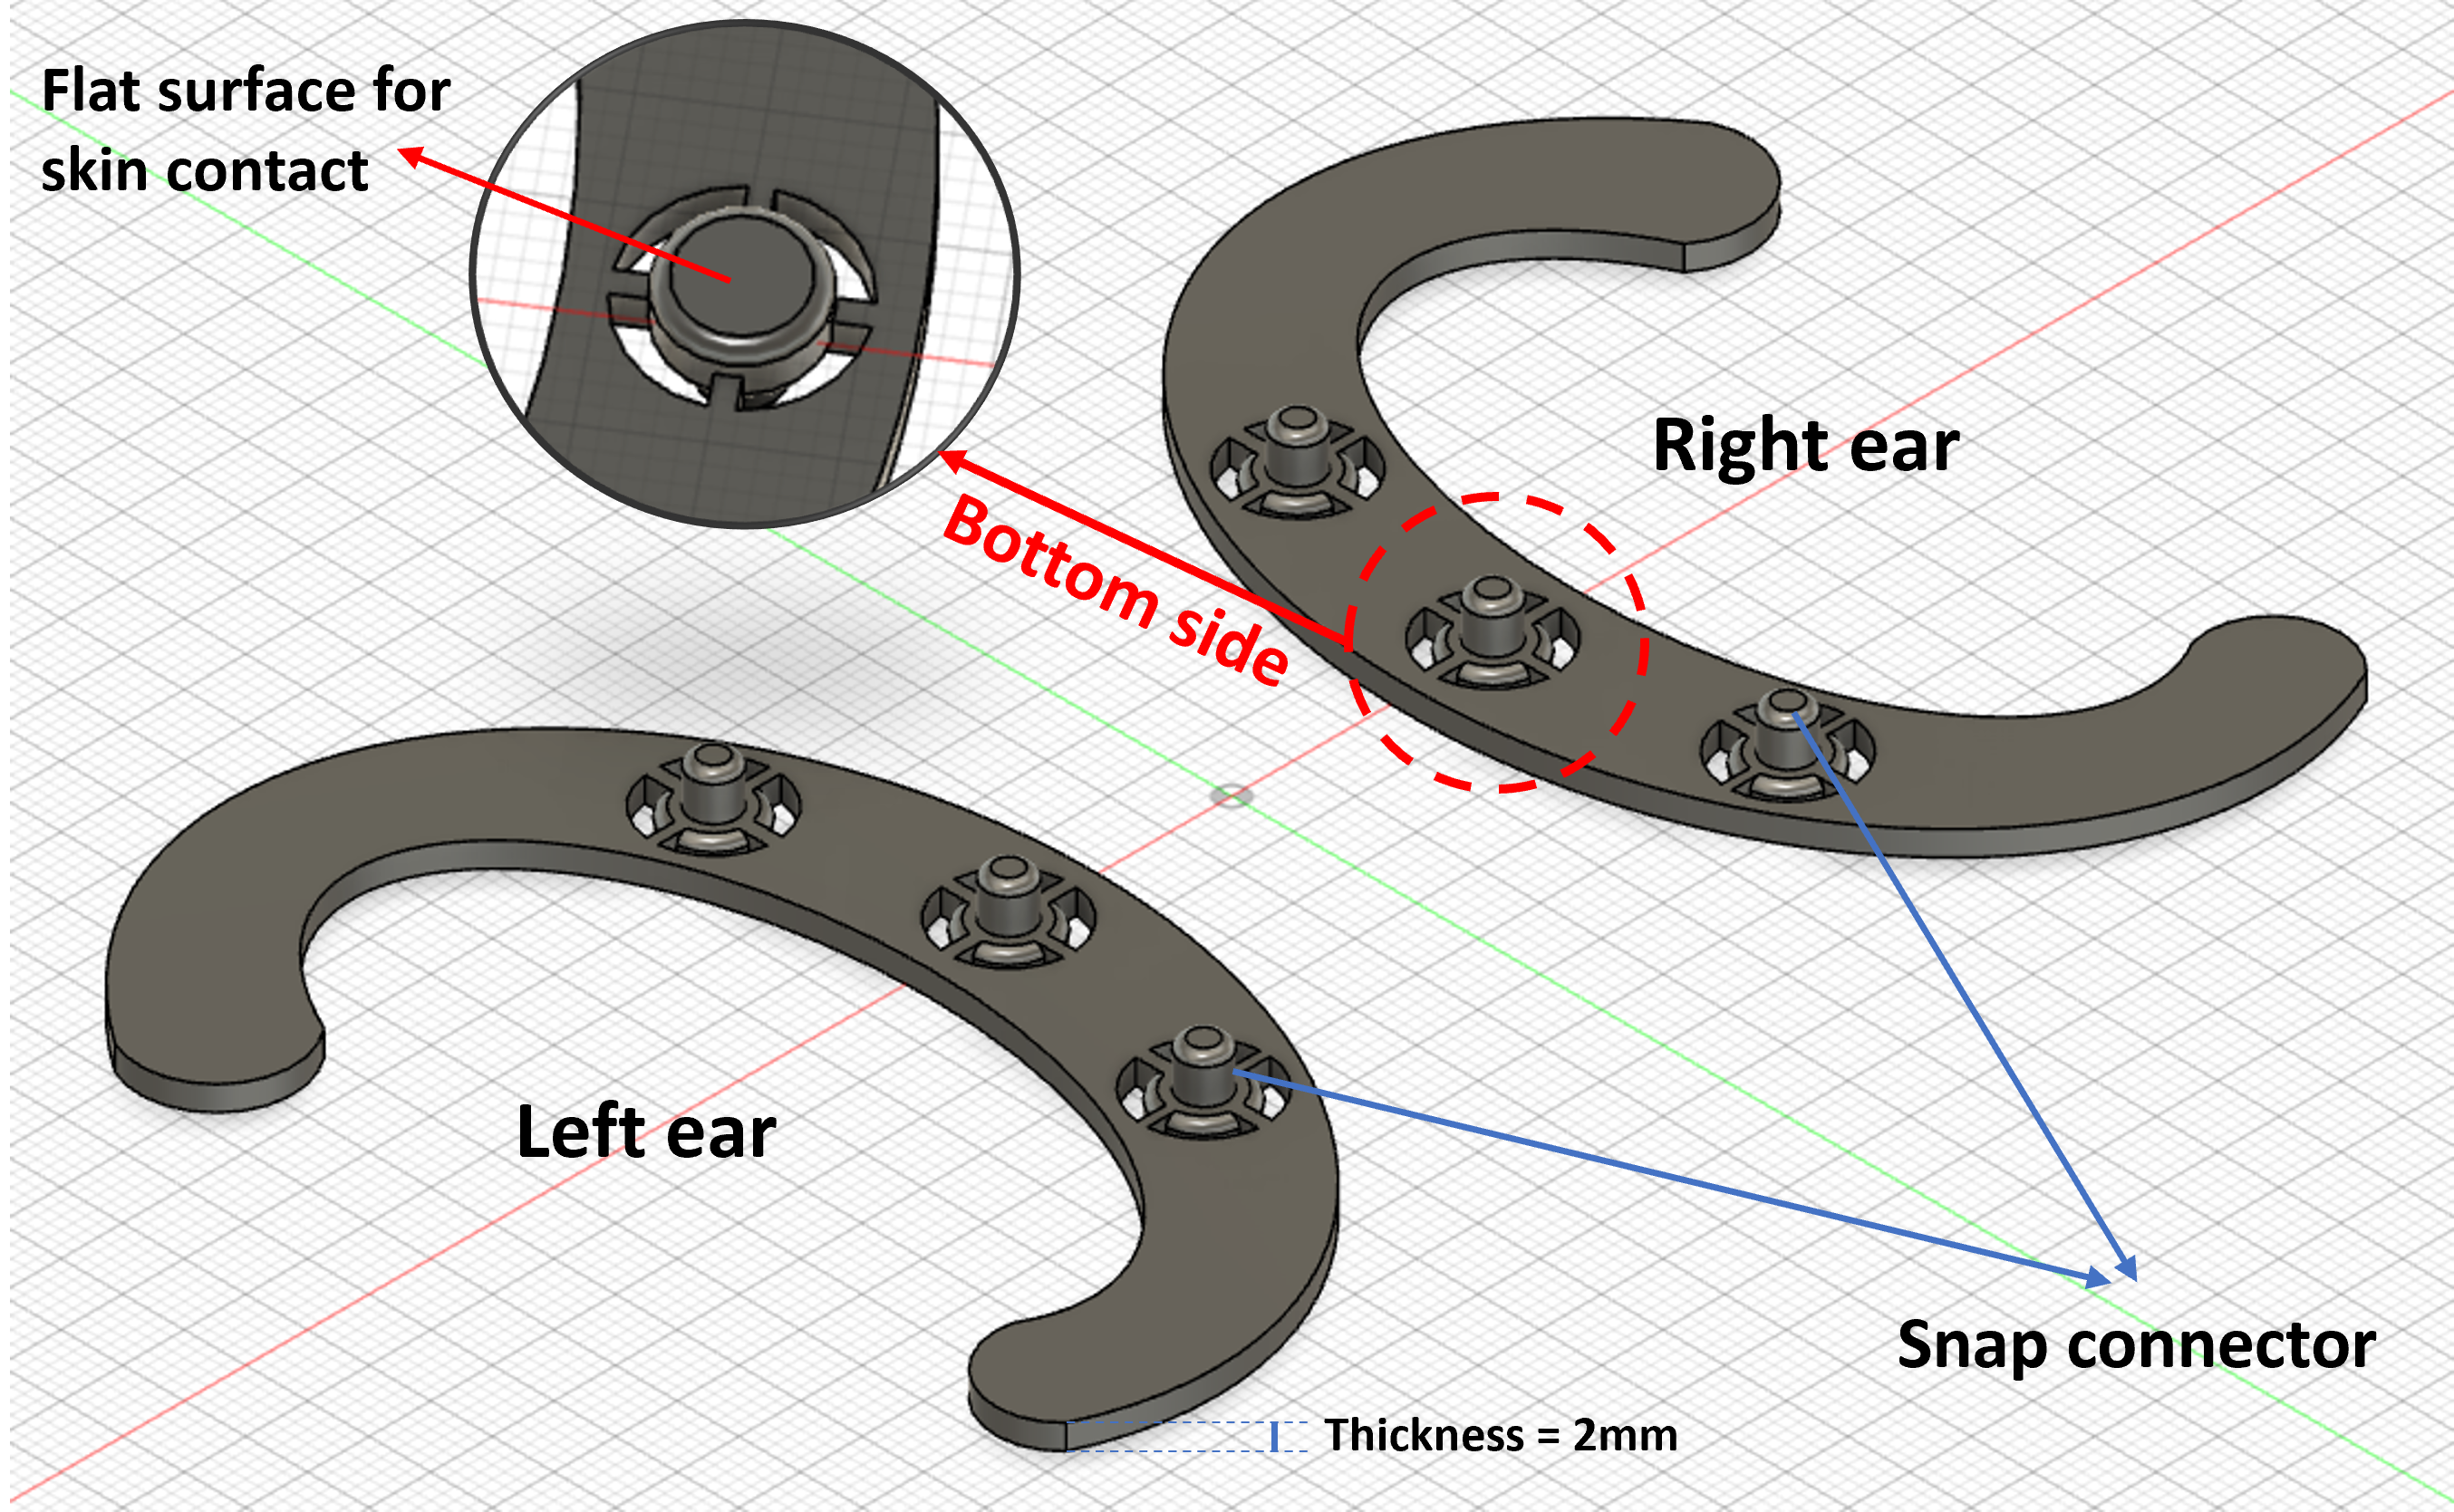 Flat surface for
skin contact
Bottom side
Right ear
Left ear
Snap connector
Thickness = 2mm